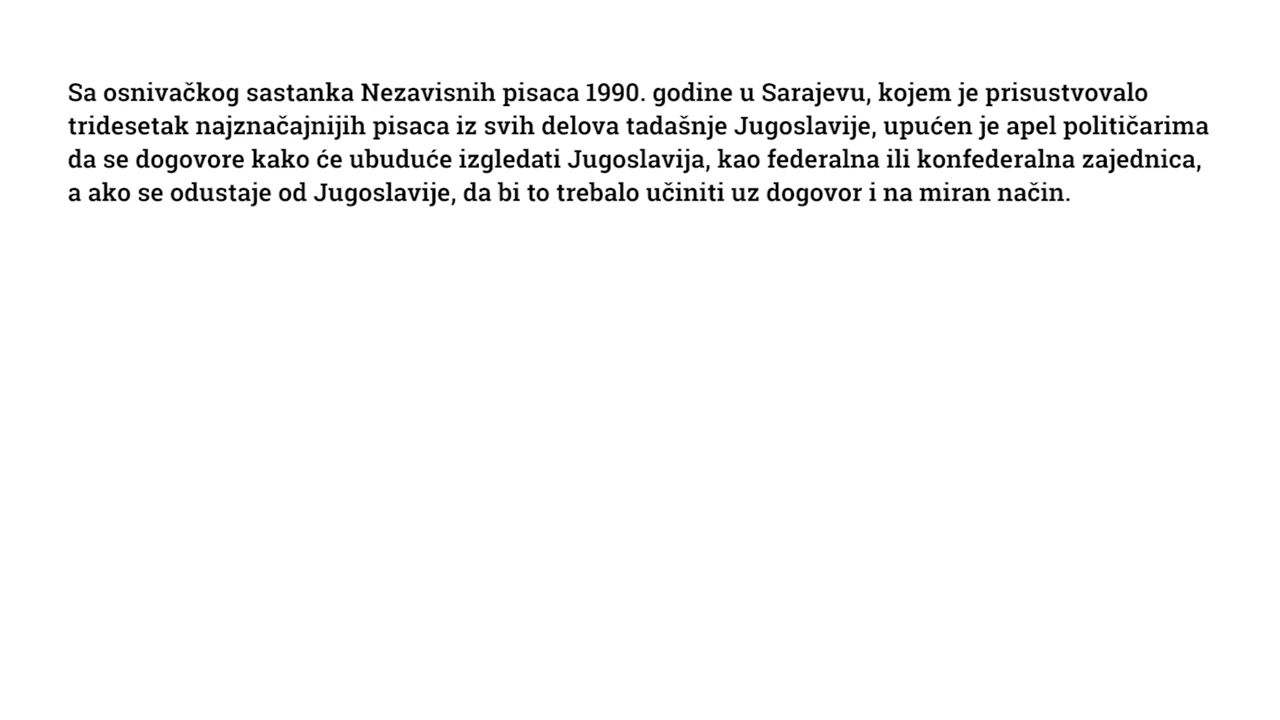 Sa osnivačkog sastanka Nezavisnih pisaca 1990. godine u Sarajevu, kojem je prisustvovalo
tridesetak najznačajnijih pisaca iz svih delova tadašnje Jugoslavije, upućen je apel političarima
da se dogovore kako će ubuduće izgledati Jugoslavija, kao federalna ili konfederalna zajednica,
a ako se odustaje od Jugoslavije, da bi to trebalo učiniti uz dogovor i na miran način.